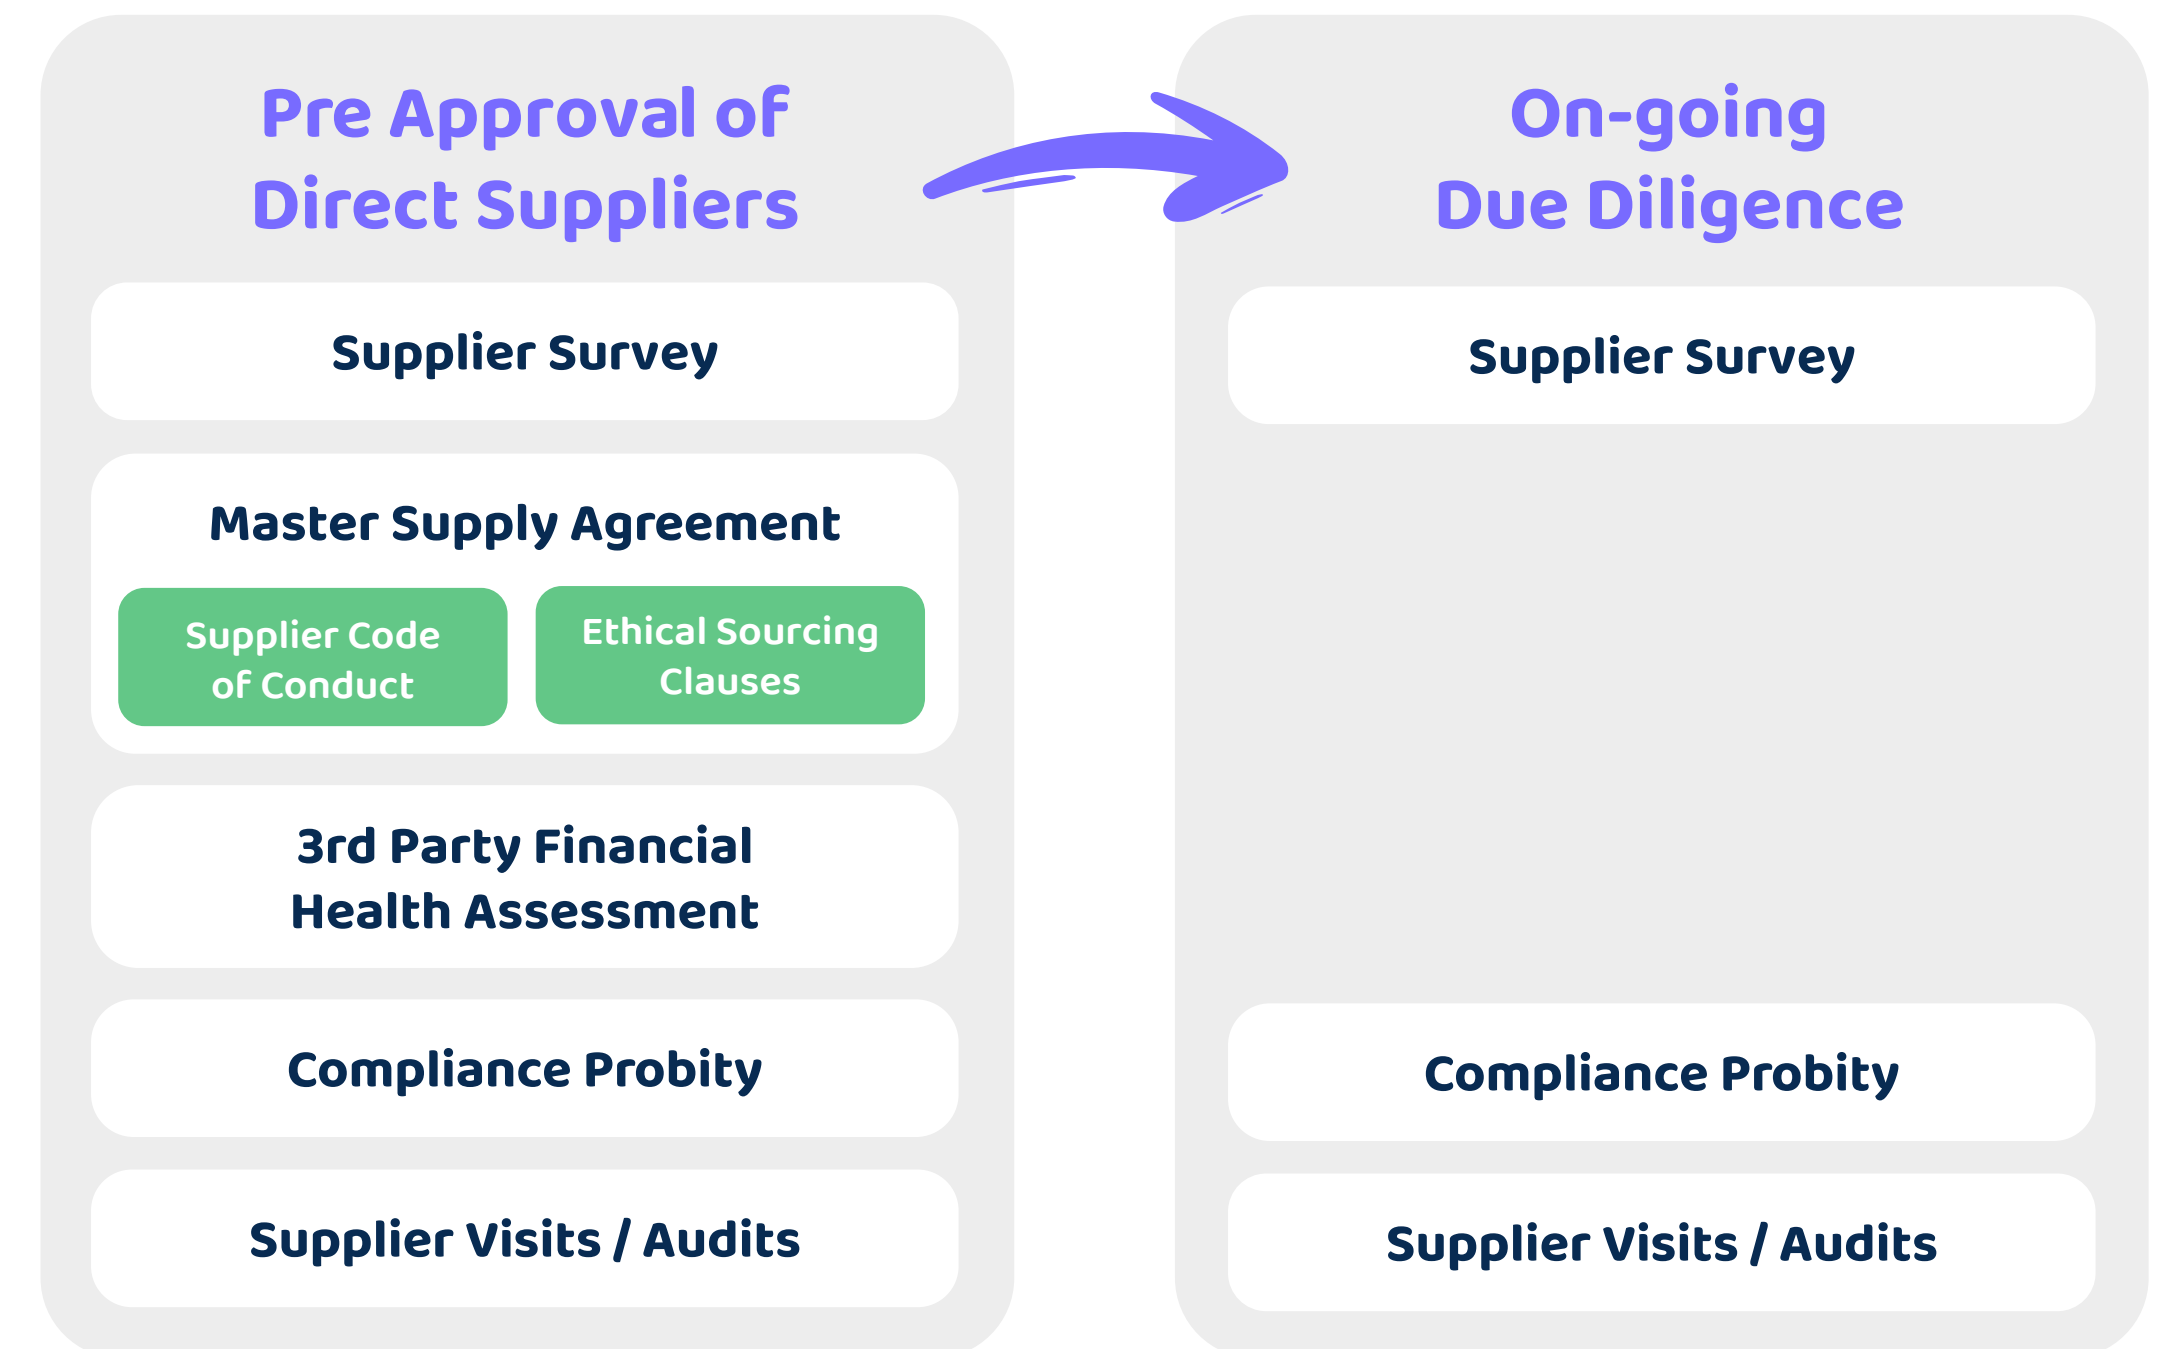 Pre Approval of
Direct Suppliers
Supplier Survey
Master Supply Agreement
Supplier Code
of Conduct
Ethical Sourcing
Clauses
3rd Party Financial
Health Assessment
Compliance Probity
Supplier Visits / Audits
On-going
Due Diligence
Supplier Survey
Compliance Probity
Supplier Visits / Audits